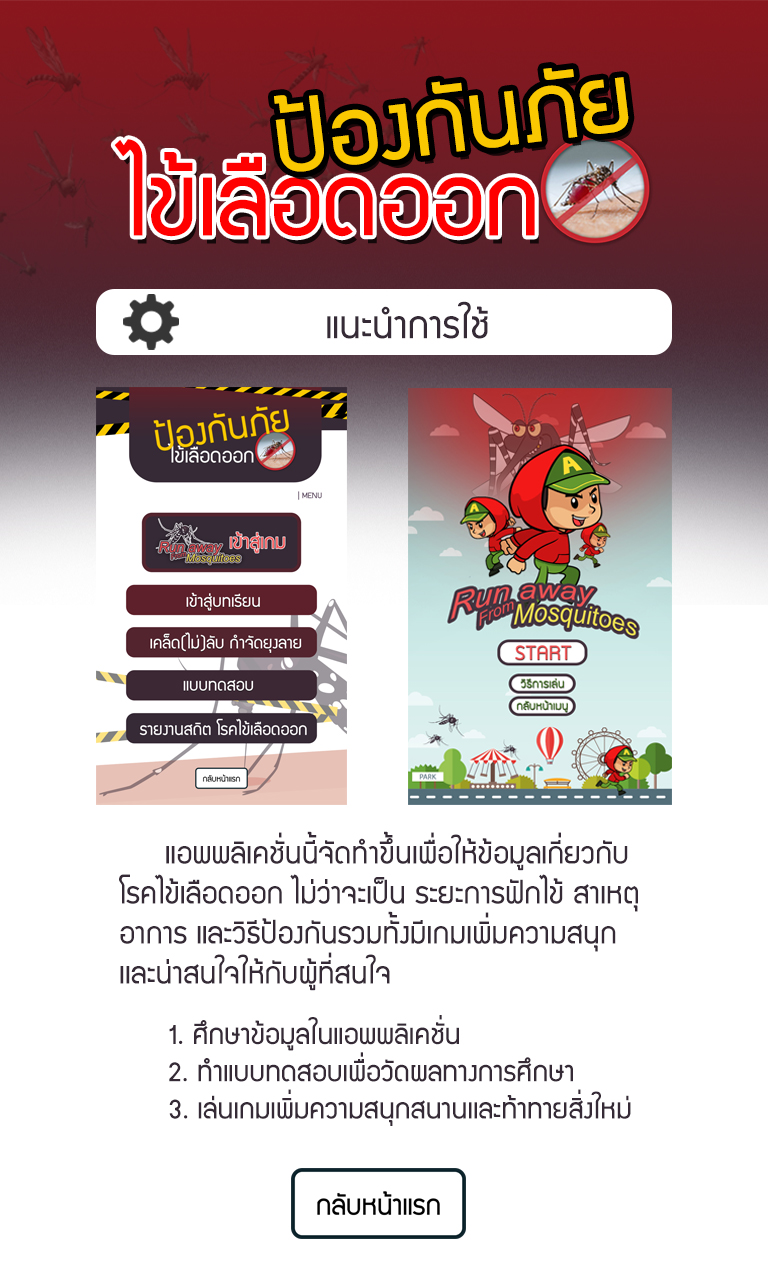 ป้องกันภัย
ไข้เลือดออก
แนะนำการใช้
ป้องกันภัย
ไข้เลือดออก
| MENU
Run away From Mosquitoes เข้าสู่เกม
เข้าสู่บทเรียน
เคล็ด(ไม่)ลับ กำจัดยุงลาย
แบบทดสอบ
รายงานสถิต โรคไข้เลือดออก
กลับหน้าแรก
A
Run away
From Mosquitoes
START
วิธีการเล่น
กลับหน้าเมนู
PARK
แอพพลิเคชั่นนี้จัดทำขึ้นเพื่อให้ข้อมูลเกี่ยวกับ
โรคไข้เลือดออก ไม่ว่าจะเป็น ระยะการฟักไข้ สาเหตุ
อาการ และวิธีป้องกันรวมทั้งมีเกมเพิ่มความสนุก
และน่าสนใจให้กับผู้ที่สนใจ
1. ศึกษาข้อมูลในแอพพลิเคชั่น
2. ทำแบบทดสอบเพื่อวัดผลทางการศึกษา
3. เล่นเกมเพิ่มความสนุกสนานและท้าทายสิ่งใหม่
กลับหน้าแรก